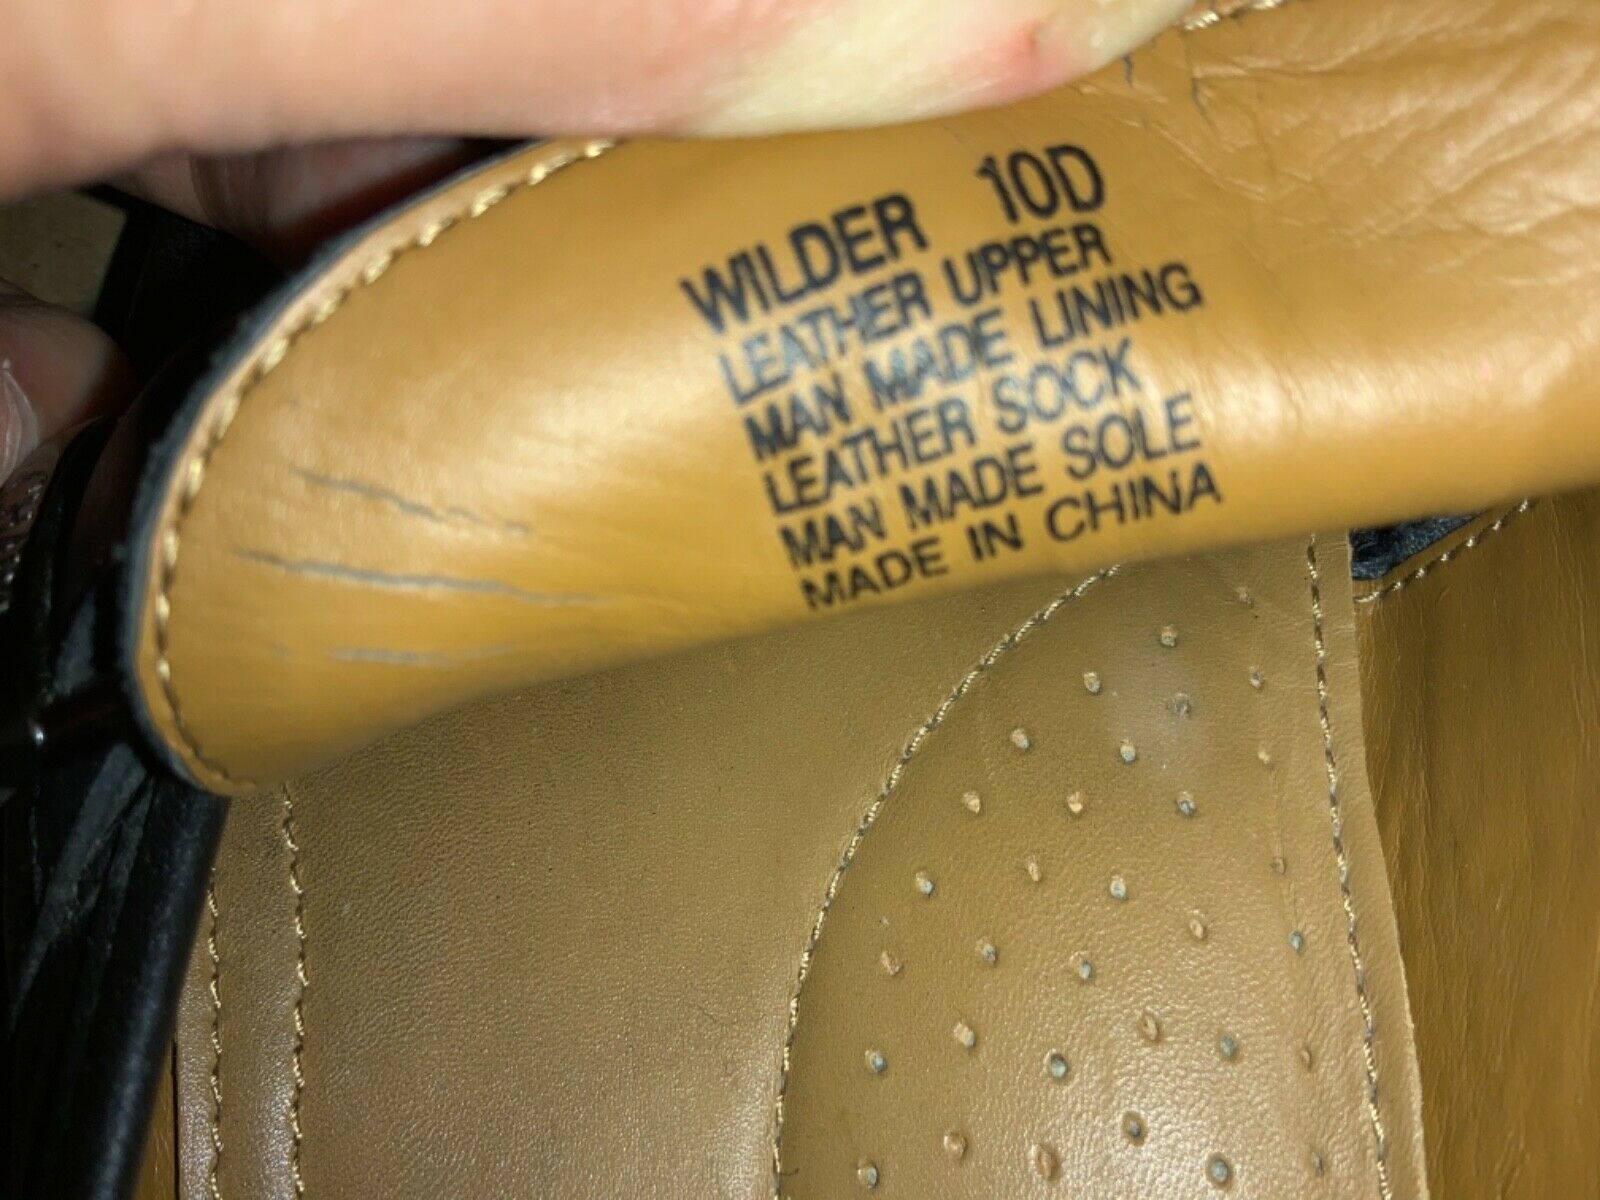 WILDER 10D
LEATHER UPPER
MAN MADE LINING
LEATHER SOCK
MAN MADE SOLE
MADE IN CHINA